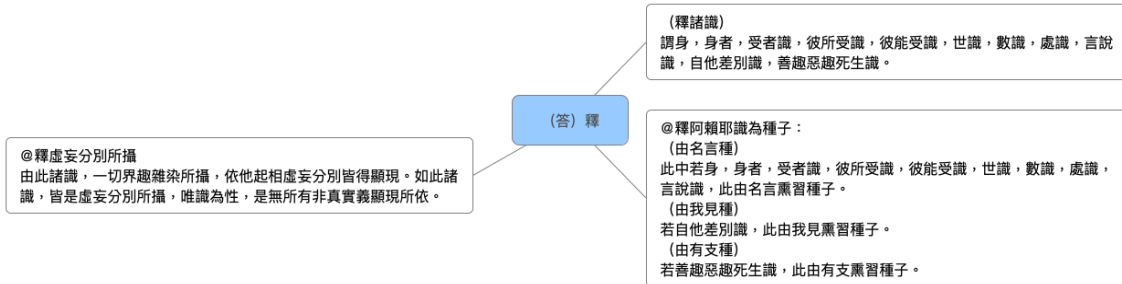 （答）釋
（釋諸識）
謂身，身者，受者識，彼所受識，彼能受識，世識，數識，處識，言說
識，自他差別識，善趣惡趣死生識。
@釋阿賴耶識為種子：
（由名言種）
此中若身，身者，受者識，彼所受識，彼能受識，世識，數識，處識，
言說識，此由名言熏習種子。
（由我見種）
若自他差別識，此由我見熏習種子。
（由有支種）
若善趣惡趣死生識，此由有支熏習種子。
@釋虛妄分別所攝
由此諸識，一切界趣雜染所攝，依他起相虛妄分別皆得顯現。如此諸
識，皆是虛妄分別所攝，唯識為性，是無所有非真實義顯現所依。